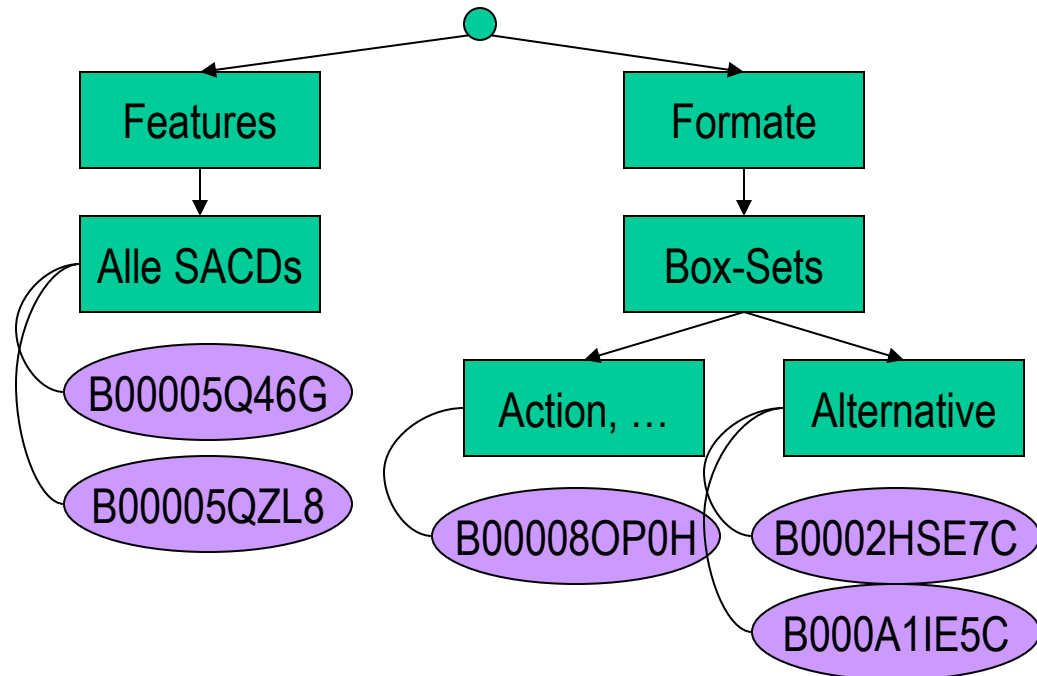 Features
Formate
Alle SACDs
Box-Sets
B00005Q46G
Action, …
Alternative
B00005QZL8
B00008OP0H
B0002HSE7C
B000A1IE5C